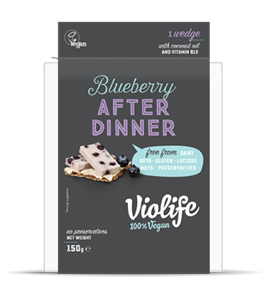 Vegan
1 wedge
with coconut oil
AND VITAMIN B12
Blueberry
AFTER
DINNER
free from DAIRY
SOYA - GLUTEN - LACTOSE
NUTS - PRESERVATIVES
Violife
100% Vegan
no preservatives
NET WEIGHT
150g e